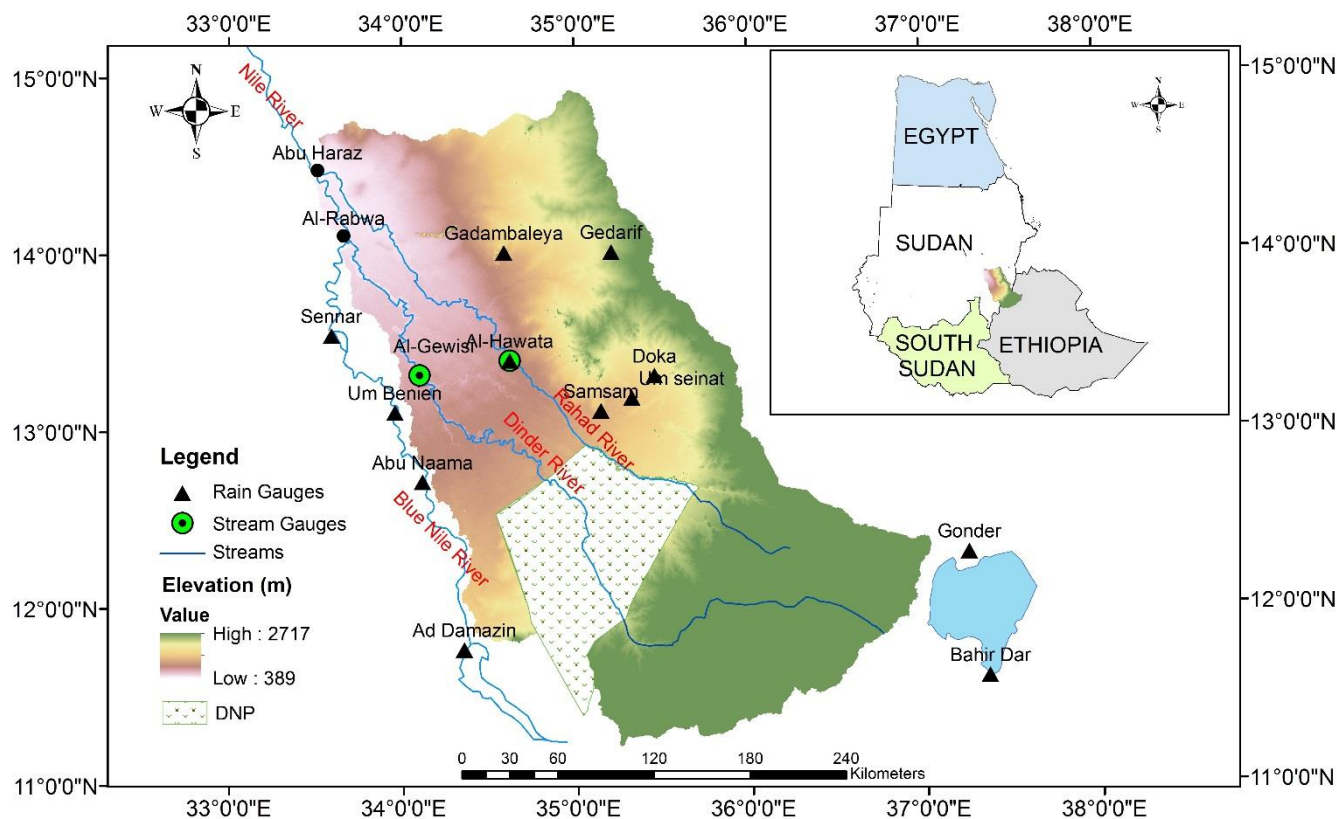 33°0'0"E 34°0'0"E 35°0'0"E 36°0'0"E 37°0'0"E 38°0'0"E
15°0'0"N
14°0'0"N
13°0'0"N
12°0'0"N
11°0'0"N
N
W E
S
Nile River
Abu Haraz
Al-Rabwa
Gadambaleya
Gedarif
Sennar
Al-Gewisi
Al-Hawata
Doka
Um seinat
Samsam
Um Benien
Rahad River
Dinder River
Abu Naama
Blue Nile River
Ad Damazin
Gonder
Bahir Dar
Legend
Rain Gauges
Stream Gauges
Streams
Elevation (m)
Value
High : 2717
Low : 389
DNP
0 30 60 120 180 240
Kilometers
N
W E
S
EGYPT
SUDAN
SOUTH
SUDAN
ETHIOPIA
15°0'0"N
14°0'0"N
13°0'0"N
12°0'0"N
11°0'0"N
33°0'0"E 34°0'0"E 35°0'0"E 36°0'0"E 37°0'0"E 38°0'0"E